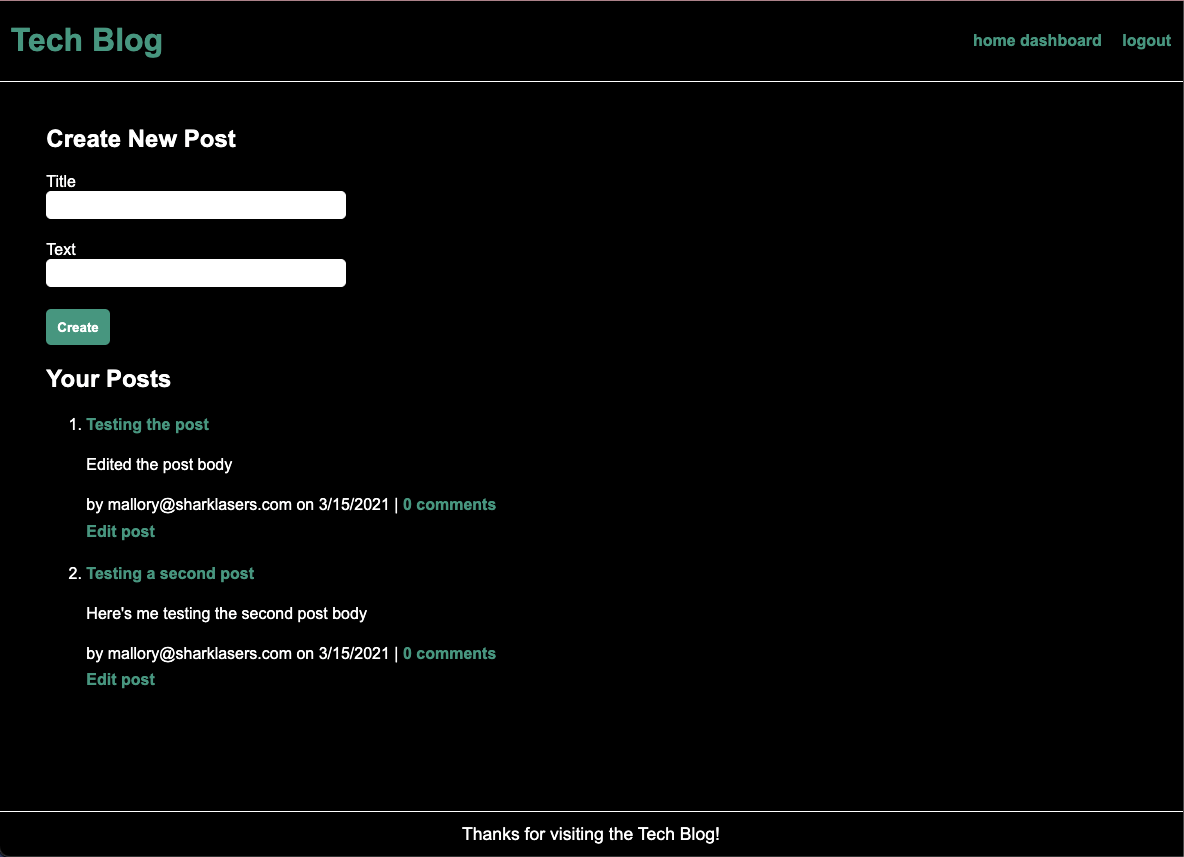 Tech Blog
home dashboard logout
Create New Post
Title
Text
Create
Your Posts
1. Testing the post
Edited the post body
by mallory@sharklasers.com on 3/15/2021 | 0 comments
Edit post
2. Testing a second post
Here's me testing the second post body
by mallory@sharklasers.com on 3/15/2021 | 0 comments
Edit post
Thanks for visiting the Tech Blog!